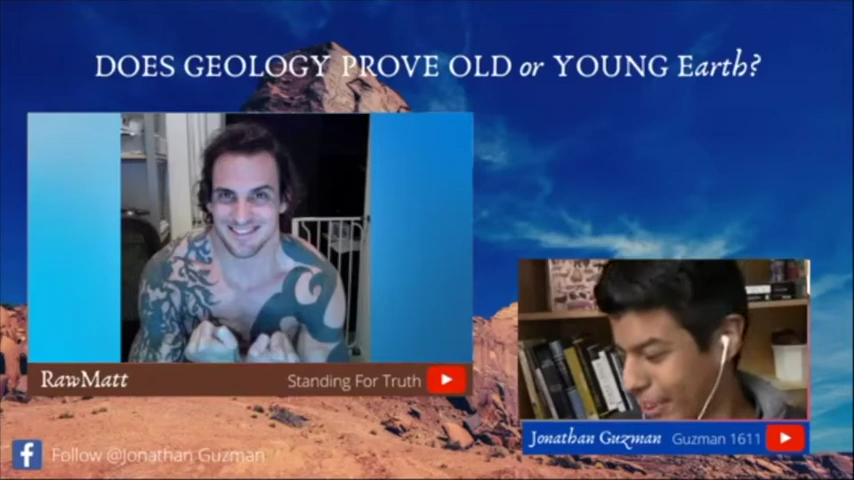 DOES GEOLOGY PROVE OLD or YOUNG Earth?
RawMatt
Standing For Truth
Jonathan Guzman
Guzman 1611
Follow @Jonathan Guzman